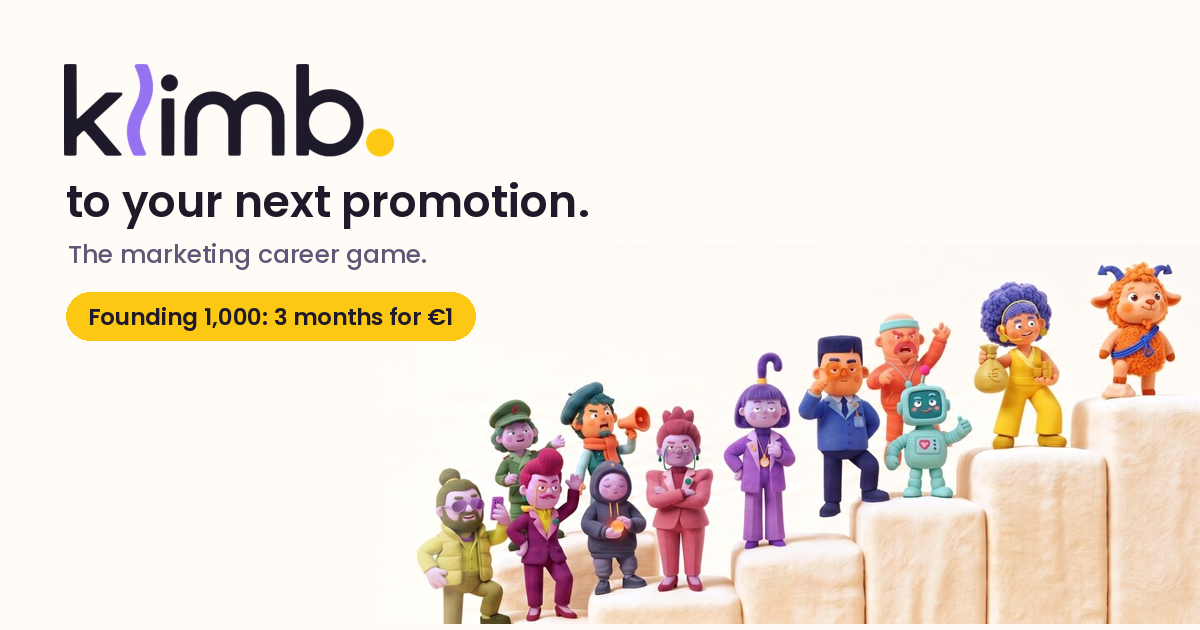 klimb.
to your next promotion.
The marketing career game.
Founding 1,000: 3 months for €1
€